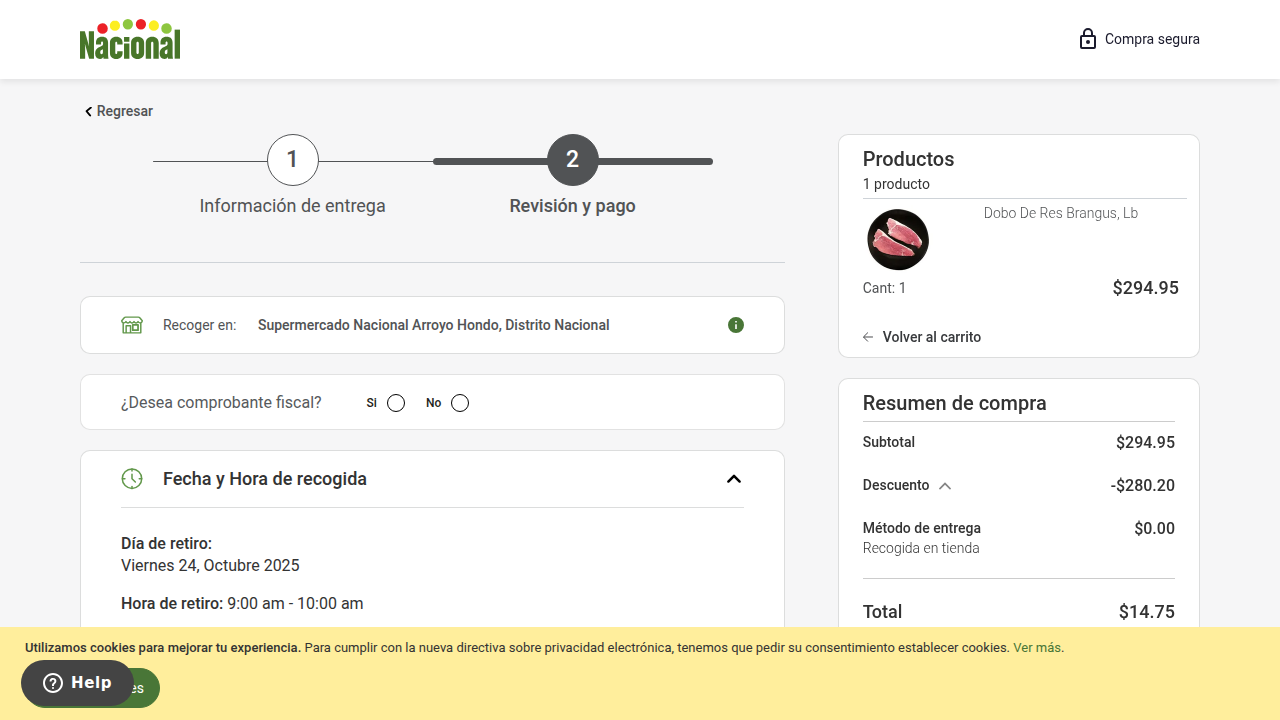 Nacional
Compra segura
Regresar
1
2
Información de entrega
Revisión y pago
Recoger en: Supermercado Nacional Arroyo Hondo, Distrito Nacional
¿Desea comprobante fiscal? Si No
Fecha y Hora de recogida
Día de retiro:
Viernes 24, Octubre 2025
Hora de retiro: 9:00 am - 10:00 am
Productos
1 producto
Dobo De Res Brangus, Lb
Cant: 1 $294.95
Volver al carrito
Resumen de compra
Subtotal $294.95
Descuento -$280.20
Método de entrega $0.00
Recogida en tienda
Total $14.75
Utilizamos cookies para mejorar tu experiencia. Para cumplir con la nueva directiva sobre privacidad electrónica, tenemos que pedir su consentimiento establecer cookies. Ver más.
Help